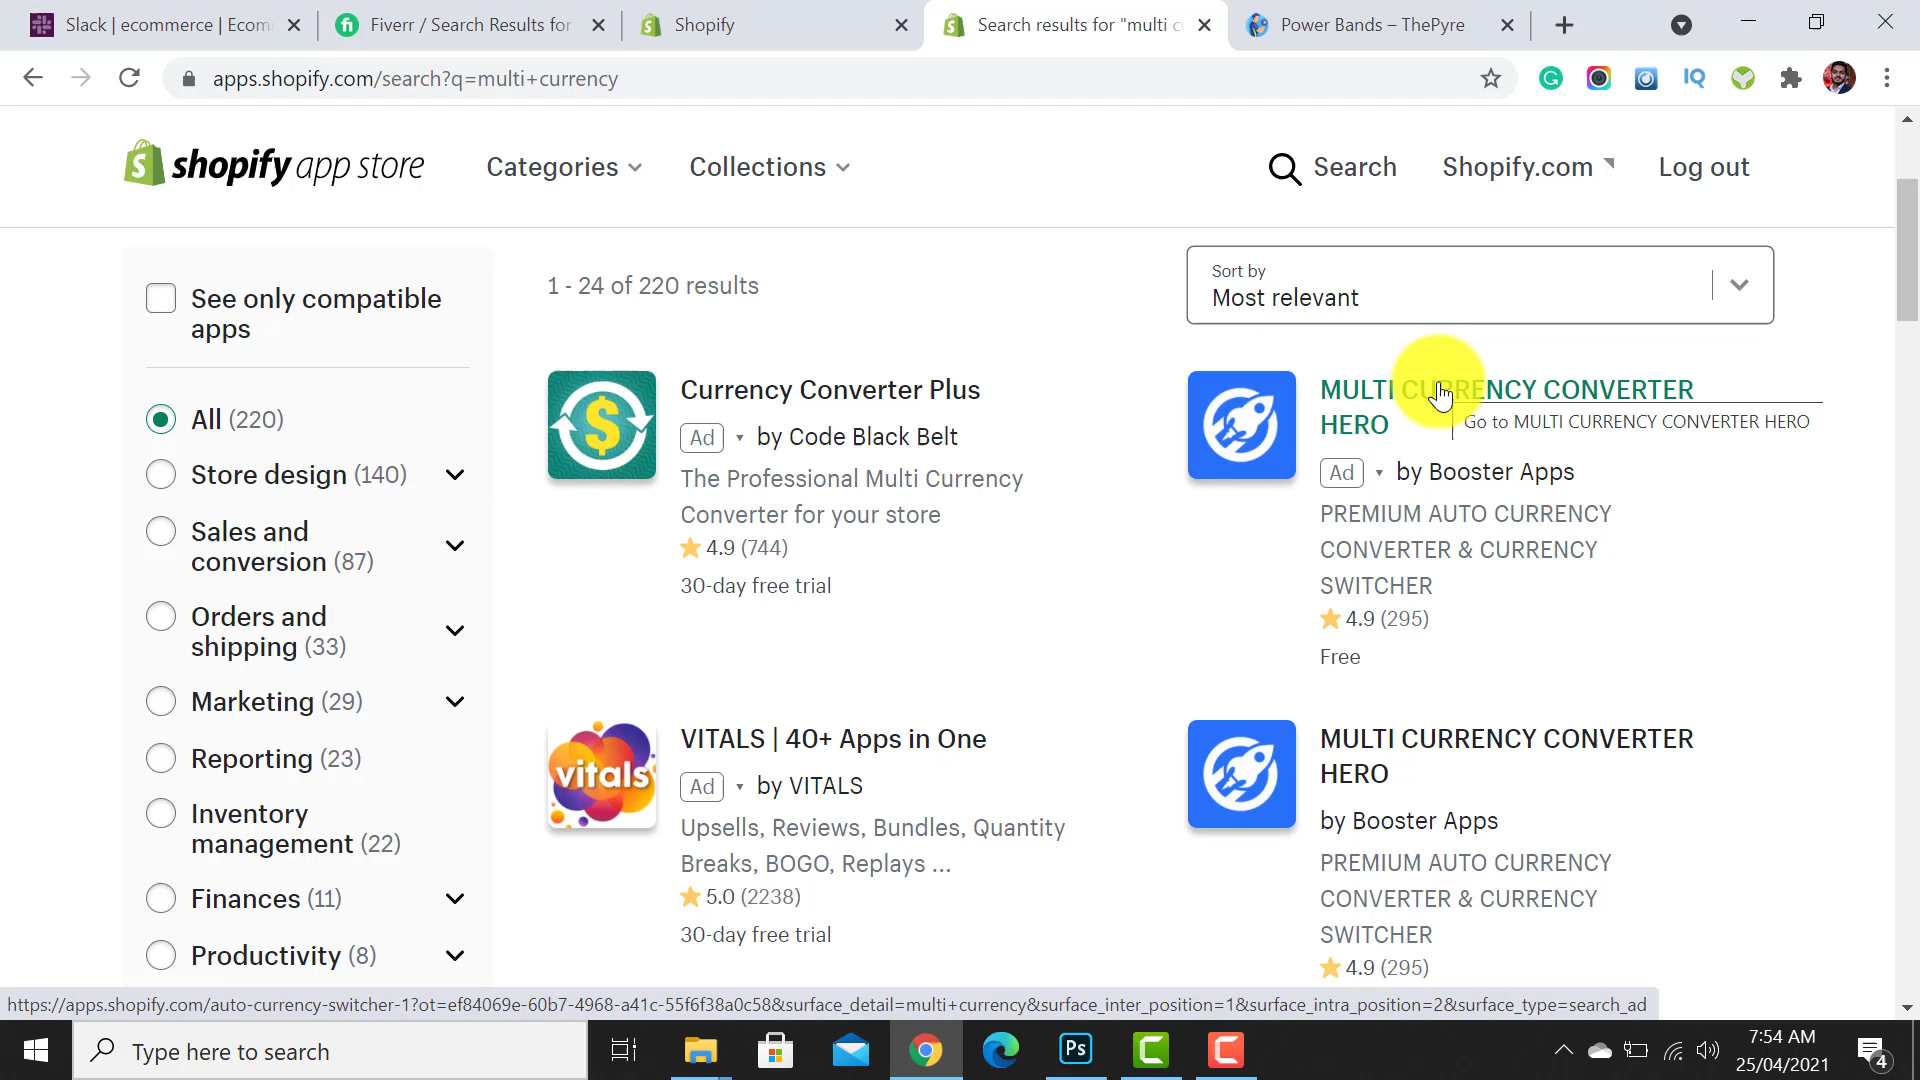 Slack | ecommerce | Ecom
Fiverr / Search Results for
Shopify
Search results for "multi cu
Power Bands – ThePyre
apps.shopify.com/search?q=multi+currency
IQ
shopify app store
Categories
Collections
Search
Shopify.com
Log out
See only compatible
apps
All (220)
Store design (140)
Sales and
conversion (87)
Orders and
shipping (33)
Marketing (29)
Reporting (23)
Inventory
management (22)
Finances (11)
Productivity (8)
1 - 24 of 220 results
Sort by
Most relevant
Currency Converter Plus
Ad by Code Black Belt
The Professional Multi Currency
Converter for your store
4.9 (744)
30-day free trial
MULTI CURRENCY CONVERTER
HERO
Go to MULTI CURRENCY CONVERTER HERO
Ad by Booster Apps
PREMIUM AUTO CURRENCY
CONVERTER & CURRENCY
SWITCHER
4.9 (295)
Free
vitals
VITALS | 40+ Apps in One
Ad by VITALS
Upsells, Reviews, Bundles, Quantity
Breaks, BOGO, Replays ...
5.0 (2238)
30-day free trial
MULTI CURRENCY CONVERTER
HERO
by Booster Apps
PREMIUM AUTO CURRENCY
CONVERTER & CURRENCY
SWITCHER
4.9 (295)
https://apps.shopify.com/auto-currency-switcher-1?ot=ef84069e-60b7-4968-a41c-55f6f38a0c58&surface_detail=multi+currency&surface_inter_position=1&surface_intra_position=2&surface_type=search_ad
Type here to search
Ps
7:54 AM
25/04/2021
4